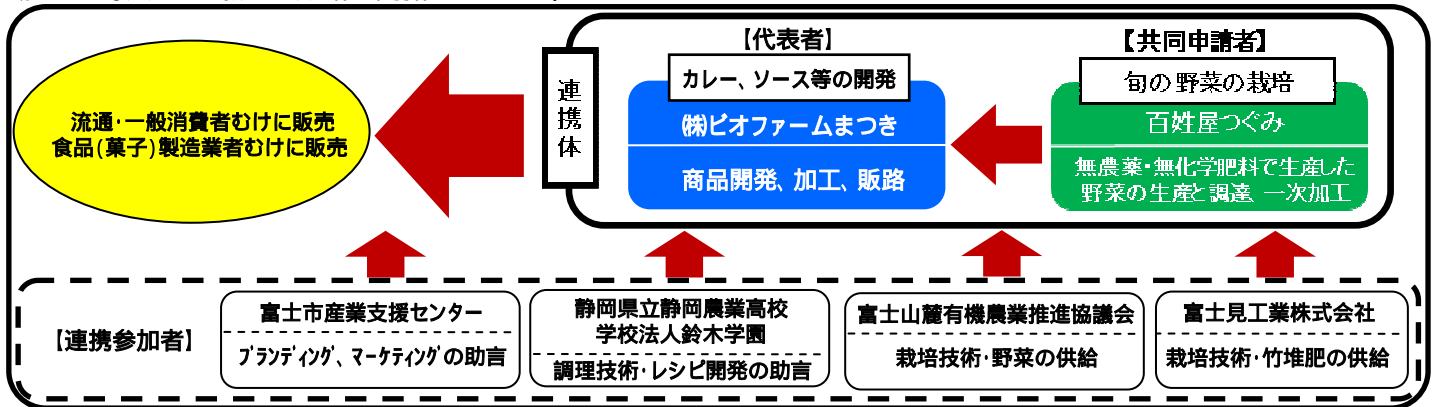 【代表者】
【共同申請者】
連携体
カレー、ソース等の開発
㈱ビオファームまつき
商品開発、加工、販路
旬の野菜の栽培
百姓屋つぐみ
無農薬・無化学肥料で生産した
野菜の生産と調達、一次加工
流通・一般消費者むけに販売
食品(菓子)製造業者むけに販売
【連携参加者】
富士市産業支援センター
ブランディング、マーケティングの助言
静岡県立静岡農業高校
学校法人鈴木学園
調理技術・レシピ開発の助言
富士山麓有機農業推進協議会
栽培技術・野菜の供給
富士見工業株式会社
栽培技術・竹堆肥の供給